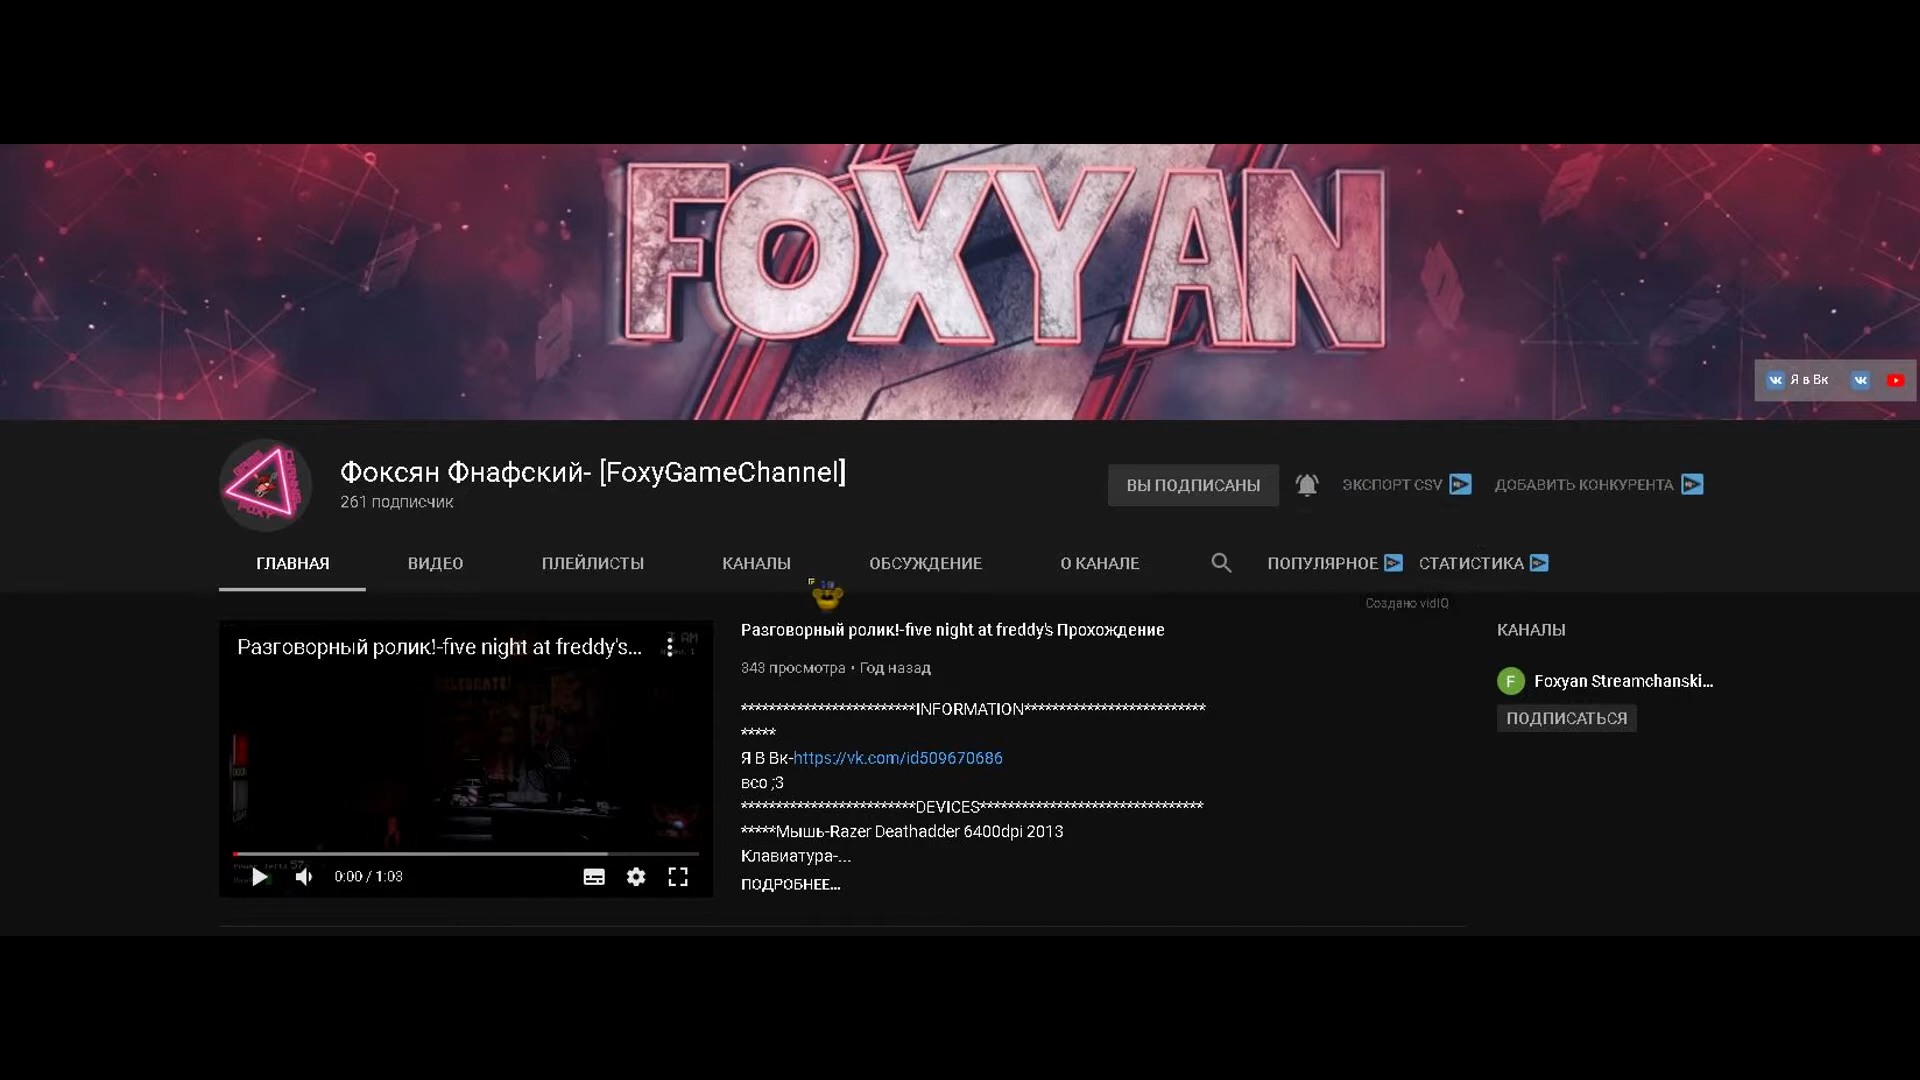 FOXYAN
Я в Вк
Фоксян Фнафский- [FoxyGameChannel]
261 подписчик
ВЫ ПОДПИСАНЫ
ЭКСПОРТ CSV
ДОБАВИТЬ КОНКУРЕНТА
ГЛАВНАЯ
ВИДЕО
ПЛЕЙЛИСТЫ
КАНАЛЫ
ОБСУЖДЕНИЕ
О КАНАЛЕ
ПОПУЛЯРНОЕ
СТАТИСТИКА
Создано vidIQ
Разговорный ролик!-five night at freddy's...
0:00 / 1:03
Разговорный ролик!-five night at freddy's Прохождение
343 просмотра • Год назад
*************************INFORMATION**************************
*****
Я В Вк-https://vk.com/id509670686
всо ;3
*************************DEVICES********************************
*****Мышь-Razer Deathadder 6400dpi 2013
Клавиатура-...
ПОДРОБНЕЕ...
КАНАЛЫ
F
Foxyan Streamchanski...
ПОДПИСАТЬСЯ